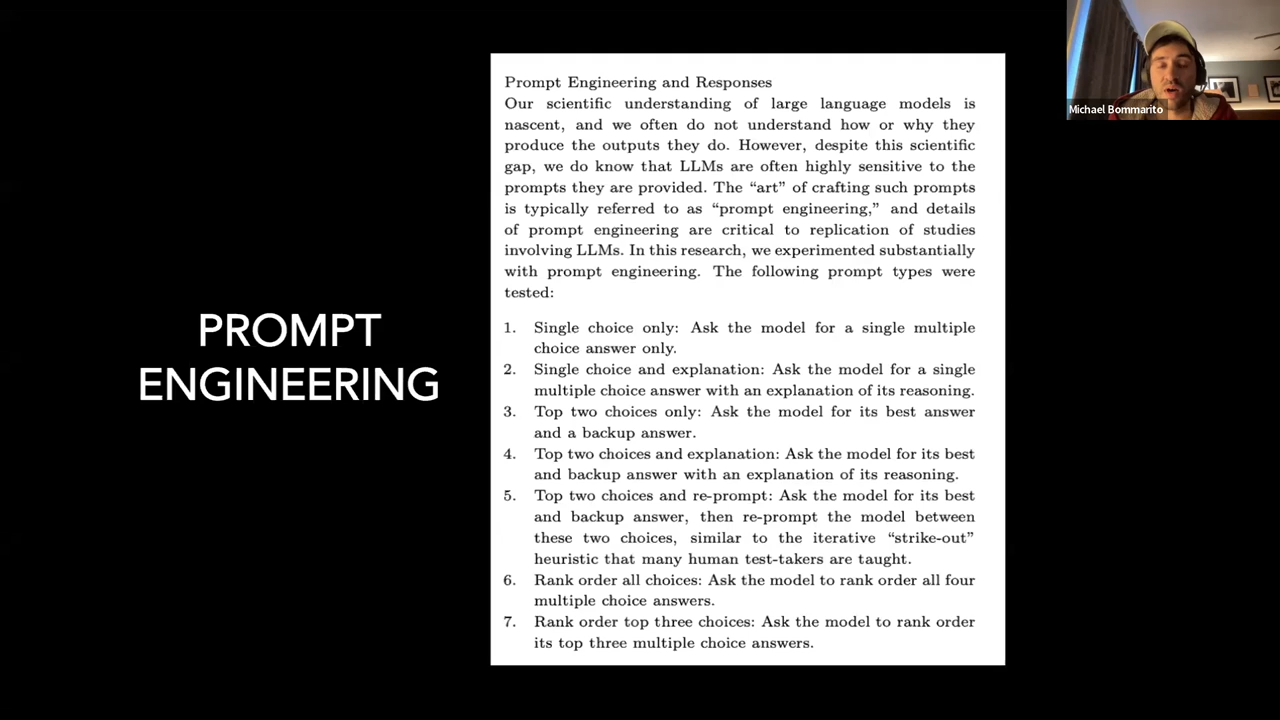 PROMPT
ENGINEERING
Prompt Engineering and Responses
Our scientific understanding of large language models is
nascent, and we often do not understand how or why they
produce the outputs they do. However, despite this scientific
gap, we do know that LLMs are often highly sensitive to the
prompts they are provided. The “art” of crafting such prompts
is typically referred to as “prompt engineering,” and details
of prompt engineering are critical to replication of studies
involving LLMs. In this research, we experimented substantially
with prompt engineering. The following prompt types were
tested:
1. Single choice only: Ask the model for a single multiple
choice answer only.
2. Single choice and explanation: Ask the model for a single
multiple choice answer with an explanation of its reasoning.
3. Top two choices only: Ask the model for its best answer
and a backup answer.
4. Top two choices and explanation: Ask the model for its best
and backup answer with an explanation of its reasoning.
5. Top two choices and re-prompt: Ask the model for its best
and backup answer, then re-prompt the model between
these two choices, similar to the iterative “strike-out”
heuristic that many human test-takers are taught.
6. Rank order all choices: Ask the model to rank order all four
multiple choice answers.
7. Rank order top three choices: Ask the model to rank order
its top three multiple choice answers.
Michael Bommarito